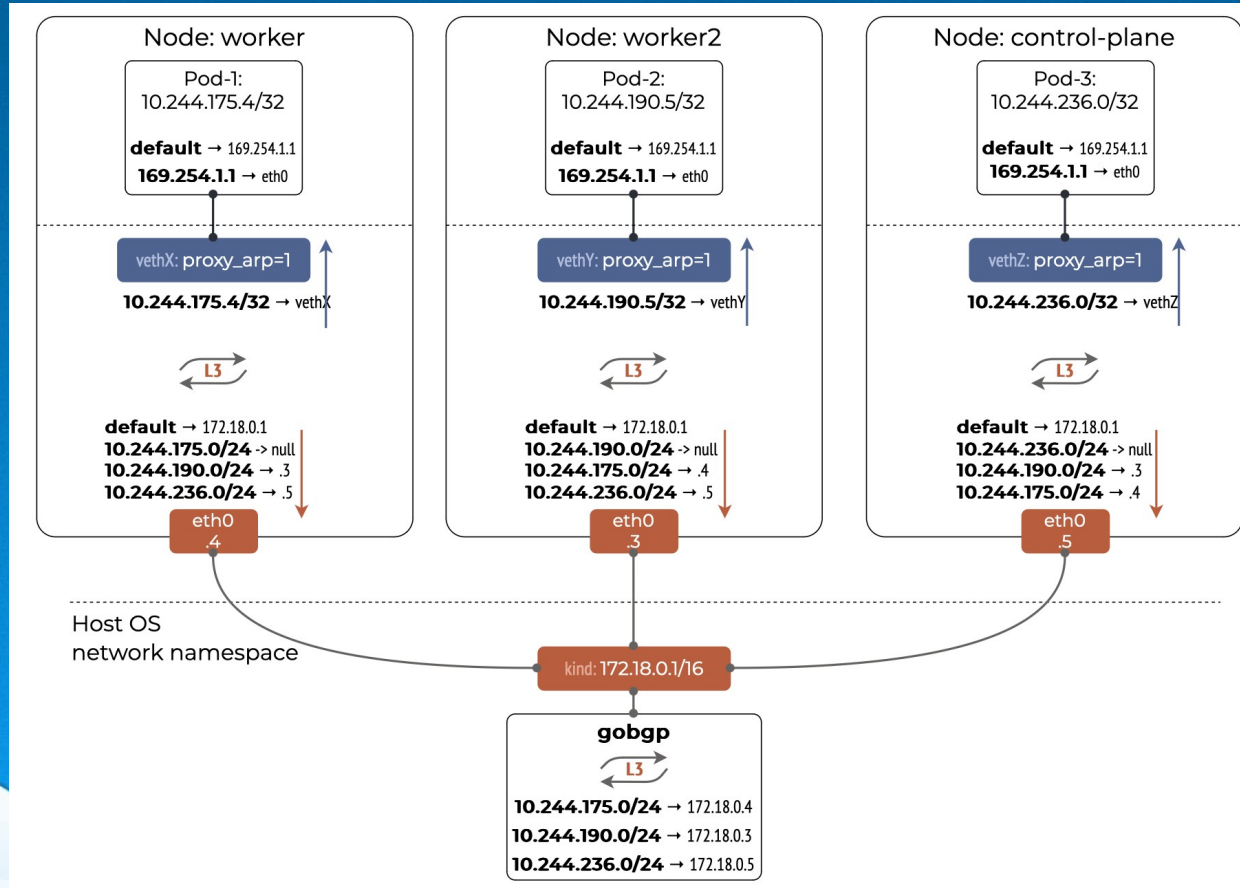 Node: worker
Pod-1:
10.244.175.4/32
default → 169.254.1.1
169.254.1.1 → eth0
vethX: proxy_arp=1
10.244.175.4/32 → vethX
L3
default → 172.18.0.1
10.244.175.0/24 -> null
10.244.190.0/24 → .3
10.244.236.0/24 → .5
eth0
.4
Node: worker2
Pod-2:
10.244.190.5/32
default → 169.254.1.1
169.254.1.1 → eth0
vethY: proxy_arp=1
10.244.190.5/32 → vethY
L3
default → 172.18.0.1
10.244.190.0/24 -> null
10.244.175.0/24 → .4
10.244.236.0/24 → .5
eth0
.3
Node: control-plane
Pod-3:
10.244.236.0/32
default → 169.254.1.1
169.254.1.1 → eth0
vethZ: proxy_arp=1
10.244.236.0/32 → vethZ
L3
default → 172.18.0.1
10.244.236.0/24 -> null
10.244.190.0/24 → .3
10.244.175.0/24 → .4
eth0
.5
Host OS
network namespace
kind: 172.18.0.1/16
gobgp
L3
10.244.175.0/24 → 172.18.0.4
10.244.190.0/24 → 172.18.0.3
10.244.236.0/24 → 172.18.0.5